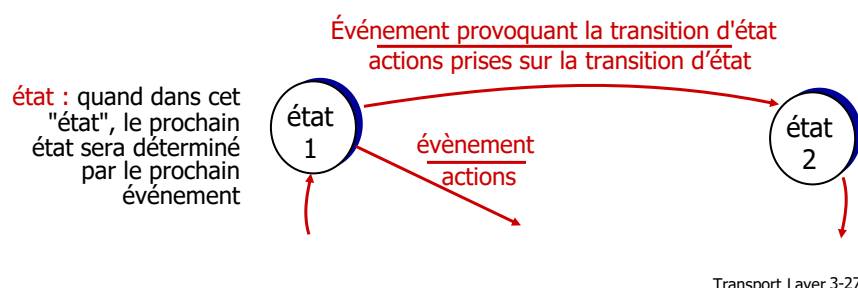 Événement provoquant la transition d'état
actions prises sur la transition d’état
état : quand dans cet
"état", le prochain
état sera déterminé
par le prochain
événement
état
1
évènement
actions
état
2
Transport Layer 3-27